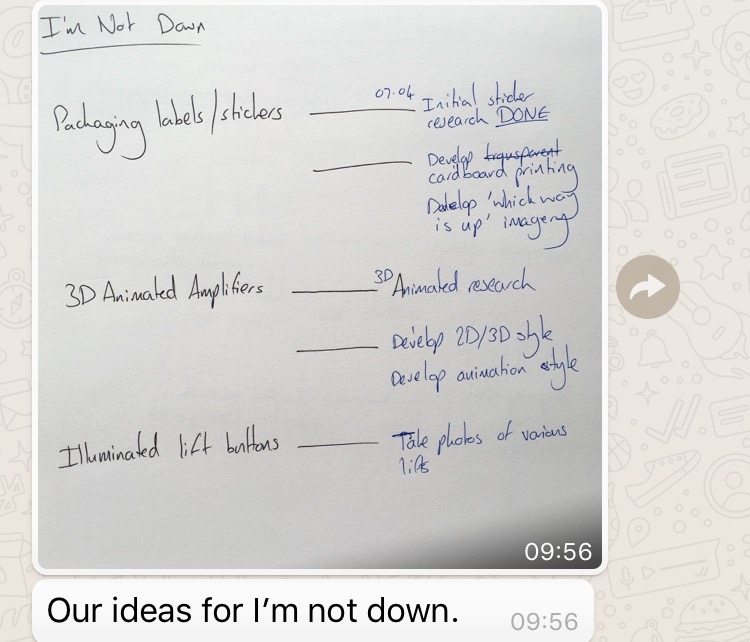 I'm Not Down
Packaging labels/stickers
07.04 Initial sticker
research DONE
Develop transparent
cardboard printing
Develop 'which way
is up' imagery
3D Animated Amplifiers
3D Animated research
Develop 2D/3D style
Develop animation style
Illuminated lift buttons
Take photos of various
lifts
09:56
Our ideas for I'm not down.
09:56